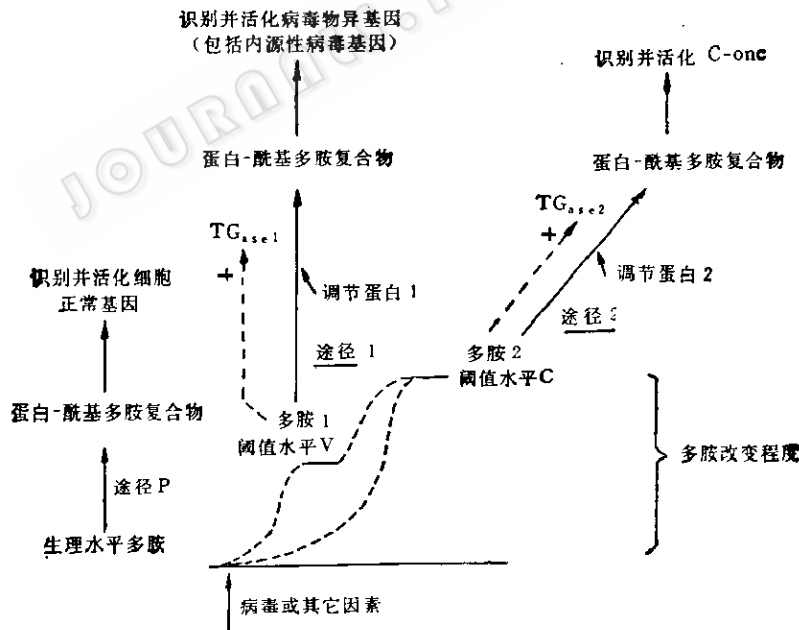 识别并活化病毒物异基因
（包括内源性病毒基因）
识别并活化 C-onc
蛋白-酰基多胺复合物
蛋白-酰基多胺复合物
TGase1
+
TGase2
+
识别并活化细胞
正常基因
调节蛋白1
调节蛋白2
途径 1
途径 2
多胺2
阈值水平C
蛋白-酰基多胺复合物
多胺1
阈值水平V
多胺改变程度
途径P
生理水平多胺
病毒或其它因素